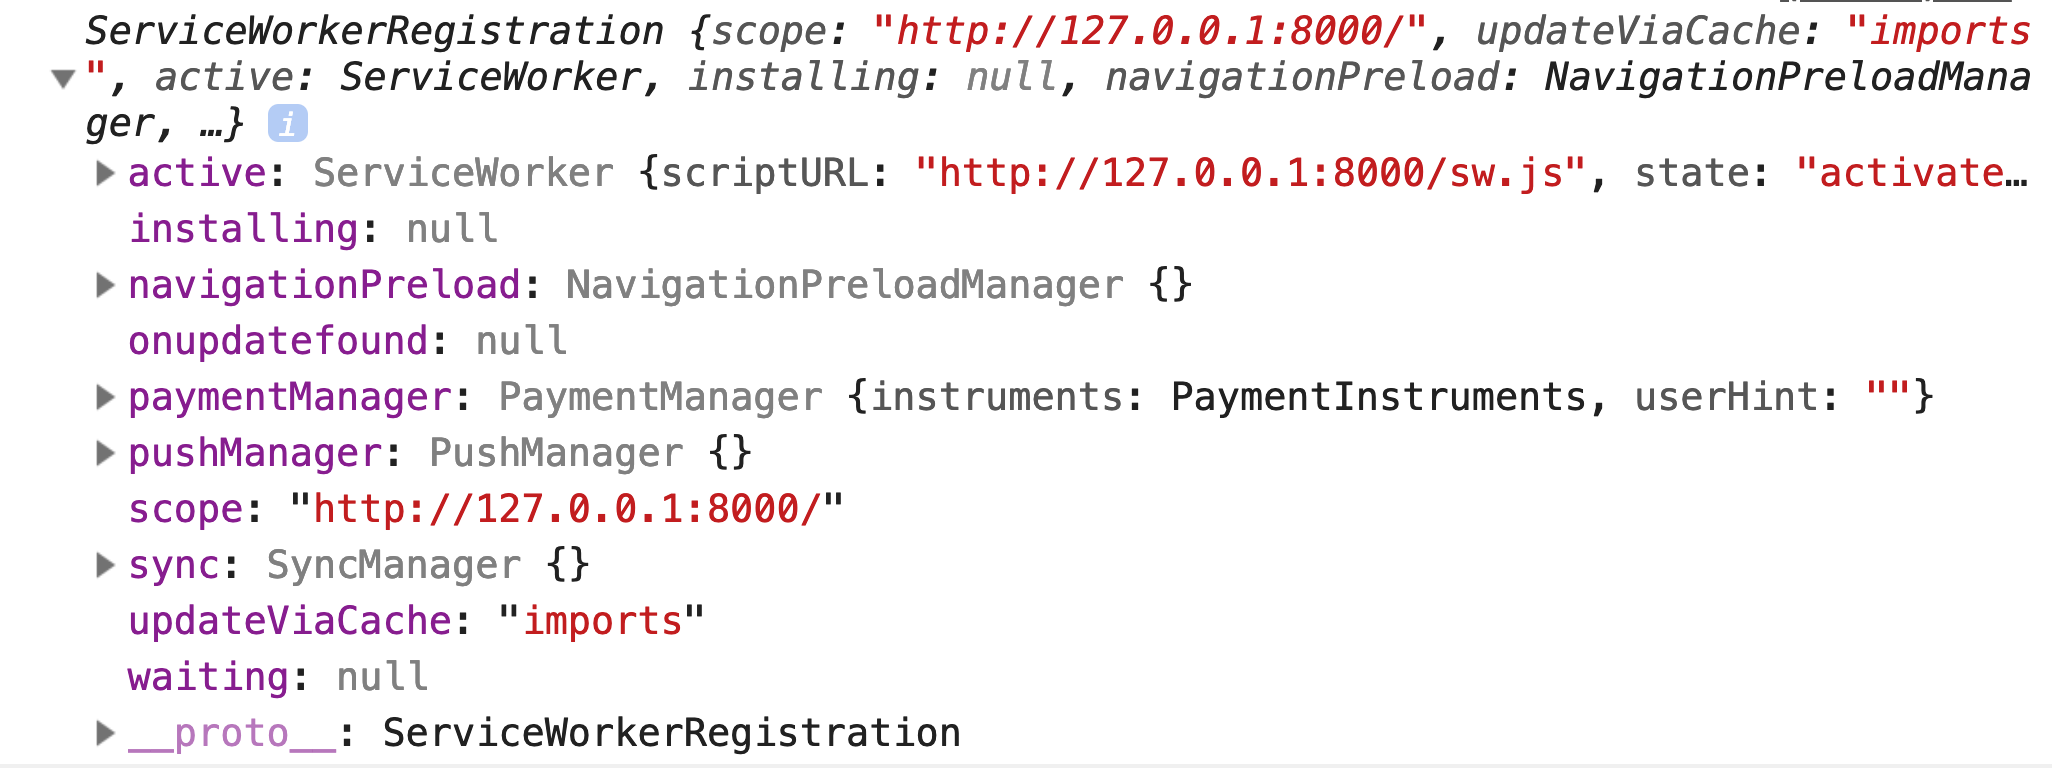 ServiceWorkerRegistration {scope: "http://127.0.0.1:8000/", updateViaCache: "imports
", active: ServiceWorker, installing: null, navigationPreload: NavigationPreloadMana
ger, …} i
active: ServiceWorker {scriptURL: "http://127.0.0.1:8000/sw.js", state: "activate…
installing: null
navigationPreload: NavigationPreloadManager {}
onupdatefound: null
paymentManager: PaymentManager {instruments: PaymentInstruments, userHint: ""}
pushManager: PushManager {}
scope: "http://127.0.0.1:8000/"
sync: SyncManager {}
updateViaCache: "imports"
waiting: null
__proto__: ServiceWorkerRegistration